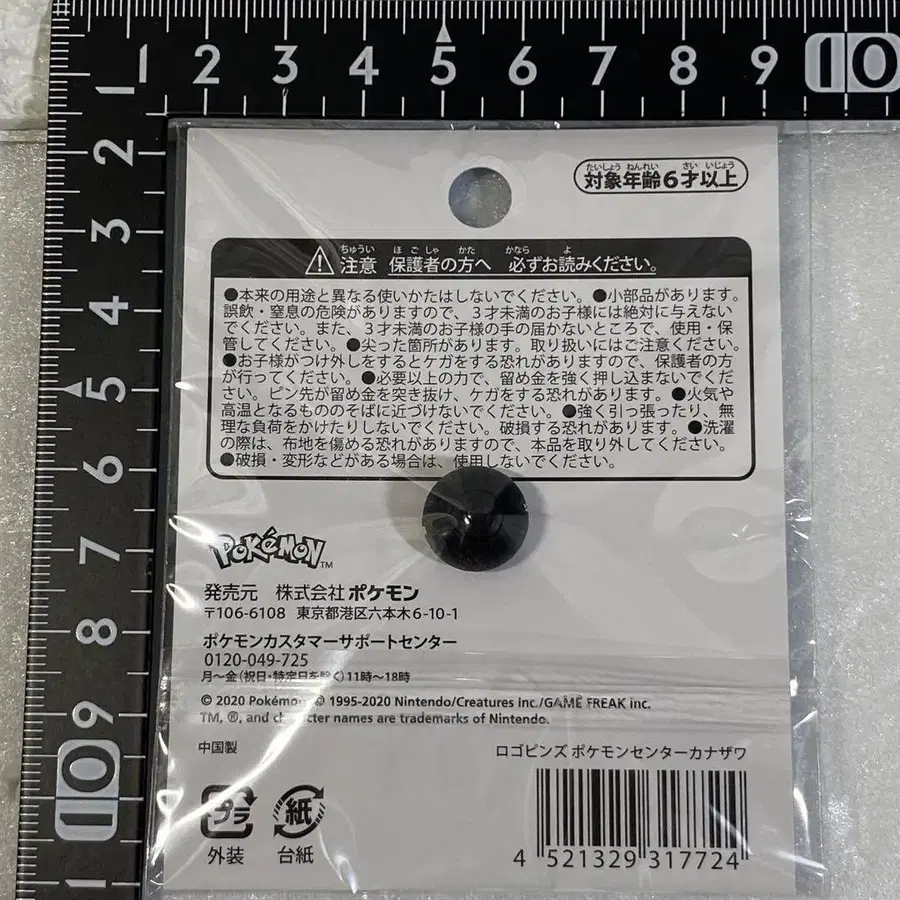 1 2 3 4 5 6 7 8 9 10
1
2
3
4
5
6
7
8
9
10
1
たいしょう ねんれい さい いじょう
対象年齢6才以上
ちゅうい ほごしゃ かた かなら よ
注意 保護者の方へ 必ずお読みください。
●本来の用途と異なる使いかたはしないでください。●小部品があります。
誤飲・窒息の危険がありますので、3才未満のお子様には絶対に与えない
でください。また、3才未満のお子様の手の届かないところで、使用・保
管してください。●尖った箇所があります。取り扱いにはご注意ください。
●お子様がつけ外しをするとケガをする恐れがありますので、保護者の方
が行ってください。●必要以上の力で、留め金を強く押し込まないでくだ
さい。ピン先が留め金を突き抜け、ケガをする恐れがあります。●火気や
高温となるもののそばに近づけないでください。●強く引っ張ったり、無
理な負荷をかけたりしないでください。破損する恐れがあります。●洗濯
の際は、布地を傷める恐れがありますので、本品を取り外してください。
●破損・変形などがある場合は、使用しないでください。
POKéMON TM
発売元 株式会社ポケモン
〒106-6108 東京都港区六本木6-10-1
ポケモンカスタマーサポートセンター
0120-049-725
月〜金(祝日・特定日を除く)11時〜18時
© 2020 Pokémon. © 1995-2020 Nintendo/Creatures Inc./GAME FREAK inc.
TM, ®, and character names are trademarks of Nintendo.
中国製
ロゴピンズ ポケモンセンターカナザワ
プラ
紙
外装
台紙
4 521329 317724